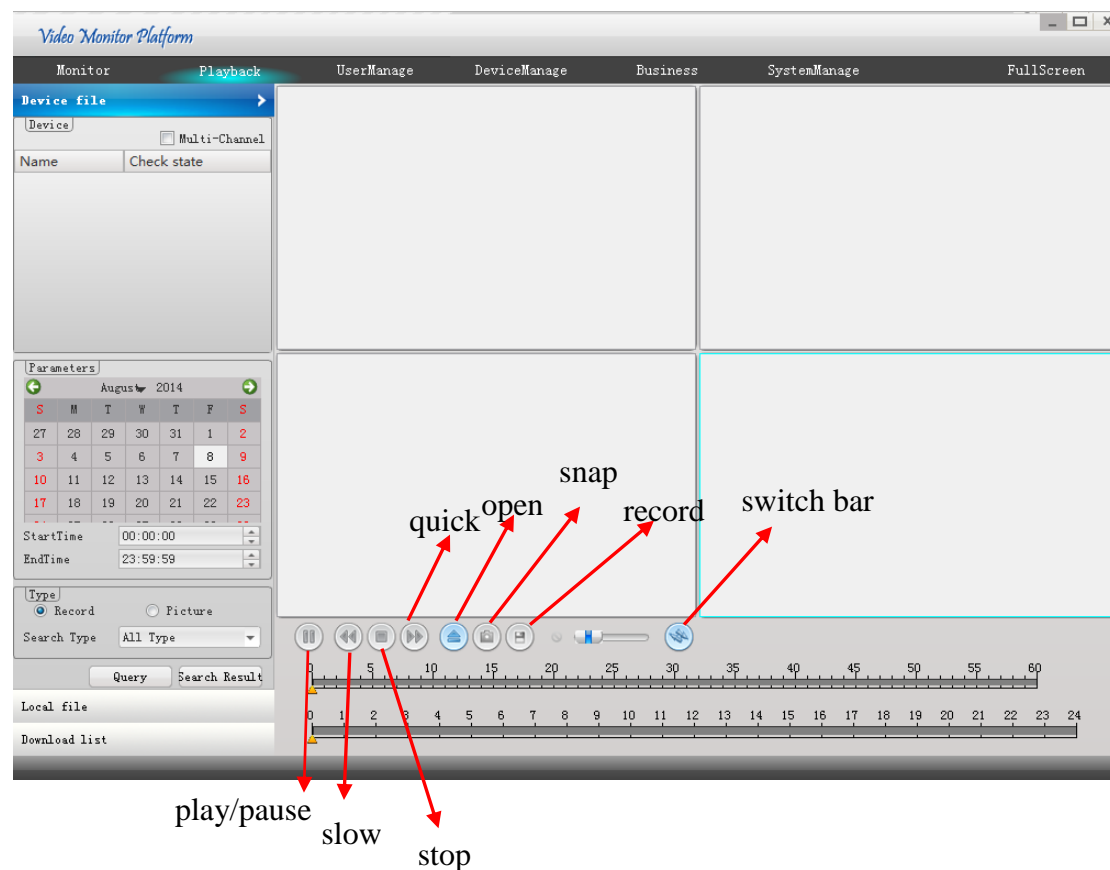 Video Monitor Platform
Monitor Playback UserManage DeviceManage Business SystemManage FullScreen
Device file
Device
Multi-Channel
Name Check state
Parameters
August 2014
S M T W T F S
27 28 29 30 31 1 2
3 4 5 6 7 8 9
10 11 12 13 14 15 16
17 18 19 20 21 22 23
StartTime 00:00:00
EndTime 23:59:59
Type
Record Picture
Search Type All Type
Query Search Result
Local file
Download list
snap
quick open record switch bar
0 5 10 15 20 25 30 35 40 45 50 55 60
0 1 2 3 4 5 6 7 8 9 10 11 12 13 14 15 16 17 18 19 20 21 22 23 24
play/pause
slow
stop